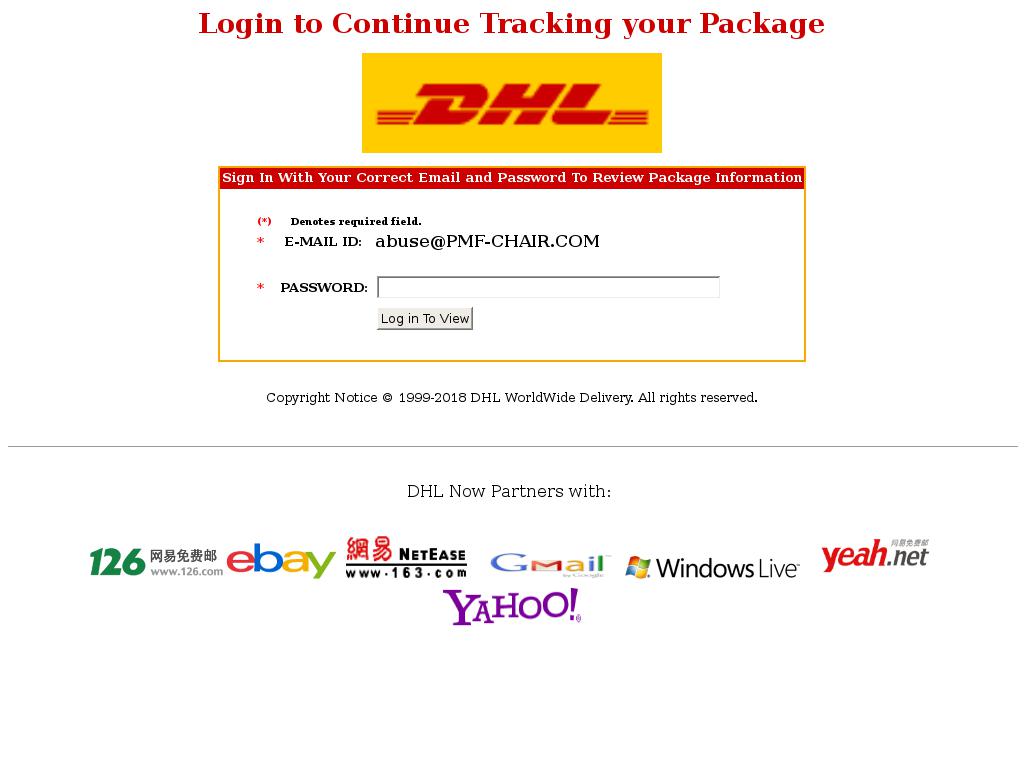 Login to Continue Tracking your Package
DHL
Sign In With Your Correct Email and Password To Review Package Information
(*) Denotes required field.
* E-MAIL ID: abuse@PMF-CHAIR.COM
* PASSWORD:
Log in To View
Copyright Notice © 1999-2018 DHL WorldWide Delivery. All rights reserved.
DHL Now Partners with:
126 网易免费邮 www.126.com
ebay
網易 NETEASE www.163.com
Gmail by Google
Windows Live
yeah.net 网易免费邮
YAHOO!